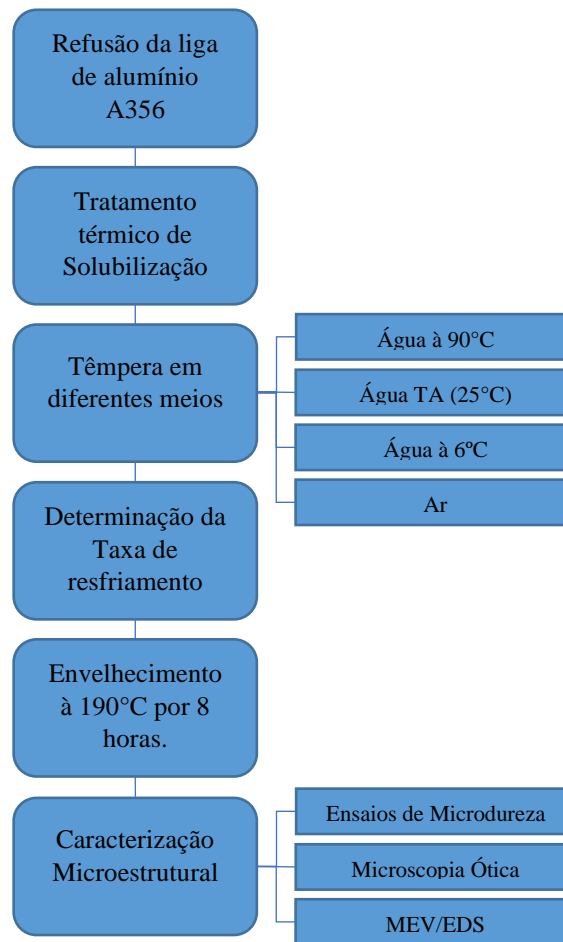 Refusão da liga
de alumínio
A356
Tratamento
térmico de
Solubilização
Têmpera em
diferentes meios
Água à 90°C
Água TA (25°C)
Água à 6ºC
Ar
Determinação da
Taxa de
resfriamento
Envelhecimento
à 190°C por 8
horas.
Caracterização
Microestrutural
Ensaios de Microdureza
Microscopia Ótica
MEV/EDS